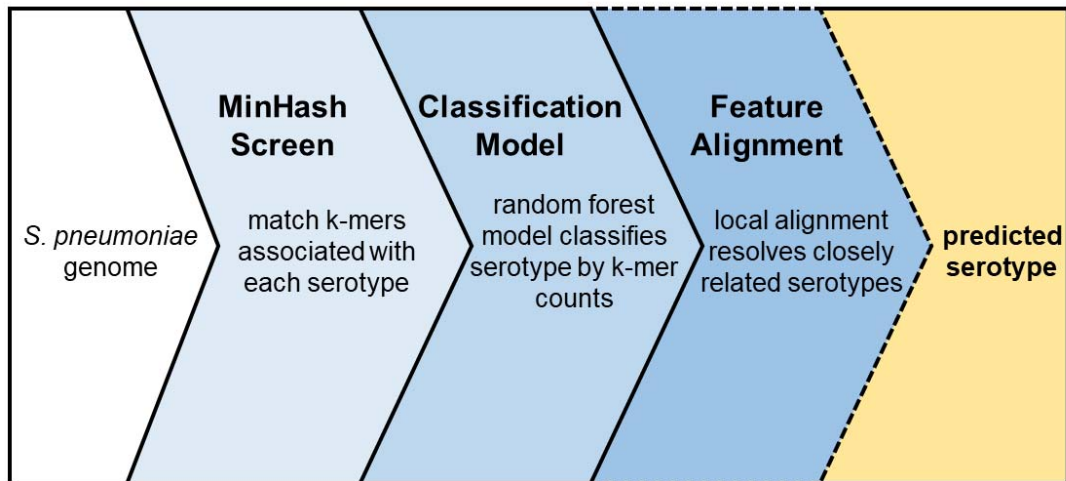 S. pneumoniae
genome
MinHash
Screen
match k-mers
associated with
each serotype
Classification
Model
random forest
model classifies
serotype by k-mer
counts
Feature
Alignment
local alignment
resolves closely
related serotypes
predicted
serotype